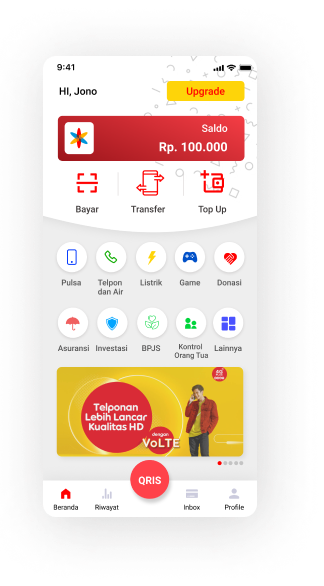 9:41
HI, Jono
Upgrade
Saldo
Rp. 100.000
Bayar
Transfer
Top Up
Pulsa
Telpon
dan Air
Listrik
Game
Donasi
Asuransi
Investasi
BPJS
Kontrol
Orang Tua
Lainnya
Telponan
Lebih Lancar
Kualitas HD
dengan
VoLTE
QRIS
Beranda
Riwayat
Inbox
Profile